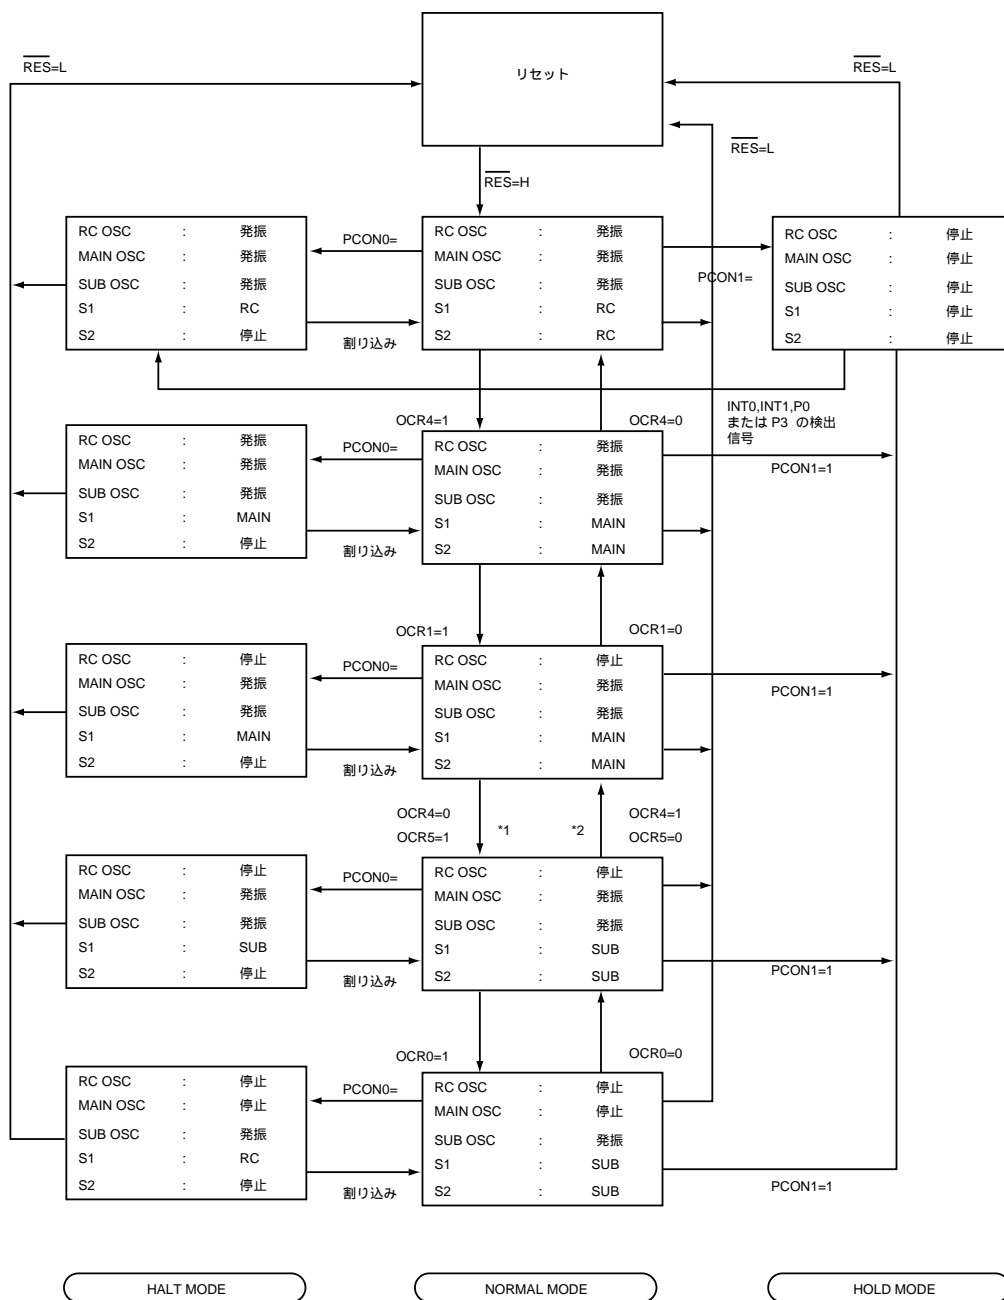 RES=L
リセット
RES=L
RES=L
RES=H
RC OSC : 発振
MAIN OSC : 発振
SUB OSC : 発振
S1 : RC
S2 : 停止
PCON0=
割り込み
RC OSC : 発振
MAIN OSC : 発振
SUB OSC : 発振
S1 : RC
S2 : RC
PCON1=
RC OSC : 停止
MAIN OSC : 停止
SUB OSC : 停止
S1 : 停止
S2 : 停止
OCR4=1
OCR4=0
INT0,INT1,P0
または P3 の検出
信号
RC OSC : 発振
MAIN OSC : 発振
SUB OSC : 発振
S1 : MAIN
S2 : 停止
PCON0=
割り込み
RC OSC : 発振
MAIN OSC : 発振
SUB OSC : 発振
S1 : MAIN
S2 : MAIN
PCON1=1
OCR1=1
OCR1=0
RC OSC : 停止
MAIN OSC : 発振
SUB OSC : 発振
S1 : MAIN
S2 : 停止
PCON0=
割り込み
RC OSC : 停止
MAIN OSC : 発振
SUB OSC : 発振
S1 : MAIN
S2 : MAIN
PCON1=1
OCR4=0
OCR5=1
*1
*2
OCR4=1
OCR5=0
RC OSC : 停止
MAIN OSC : 発振
SUB OSC : 発振
S1 : SUB
S2 : 停止
PCON0=
割り込み
RC OSC : 停止
MAIN OSC : 発振
SUB OSC : 発振
S1 : SUB
S2 : SUB
PCON1=1
OCR0=1
OCR0=0
RC OSC : 停止
MAIN OSC : 停止
SUB OSC : 発振
S1 : RC
S2 : 停止
PCON0=
割り込み
RC OSC : 停止
MAIN OSC : 停止
SUB OSC : 発振
S1 : SUB
S2 : SUB
PCON1=1
HALT MODE
NORMAL MODE
HOLD MODE